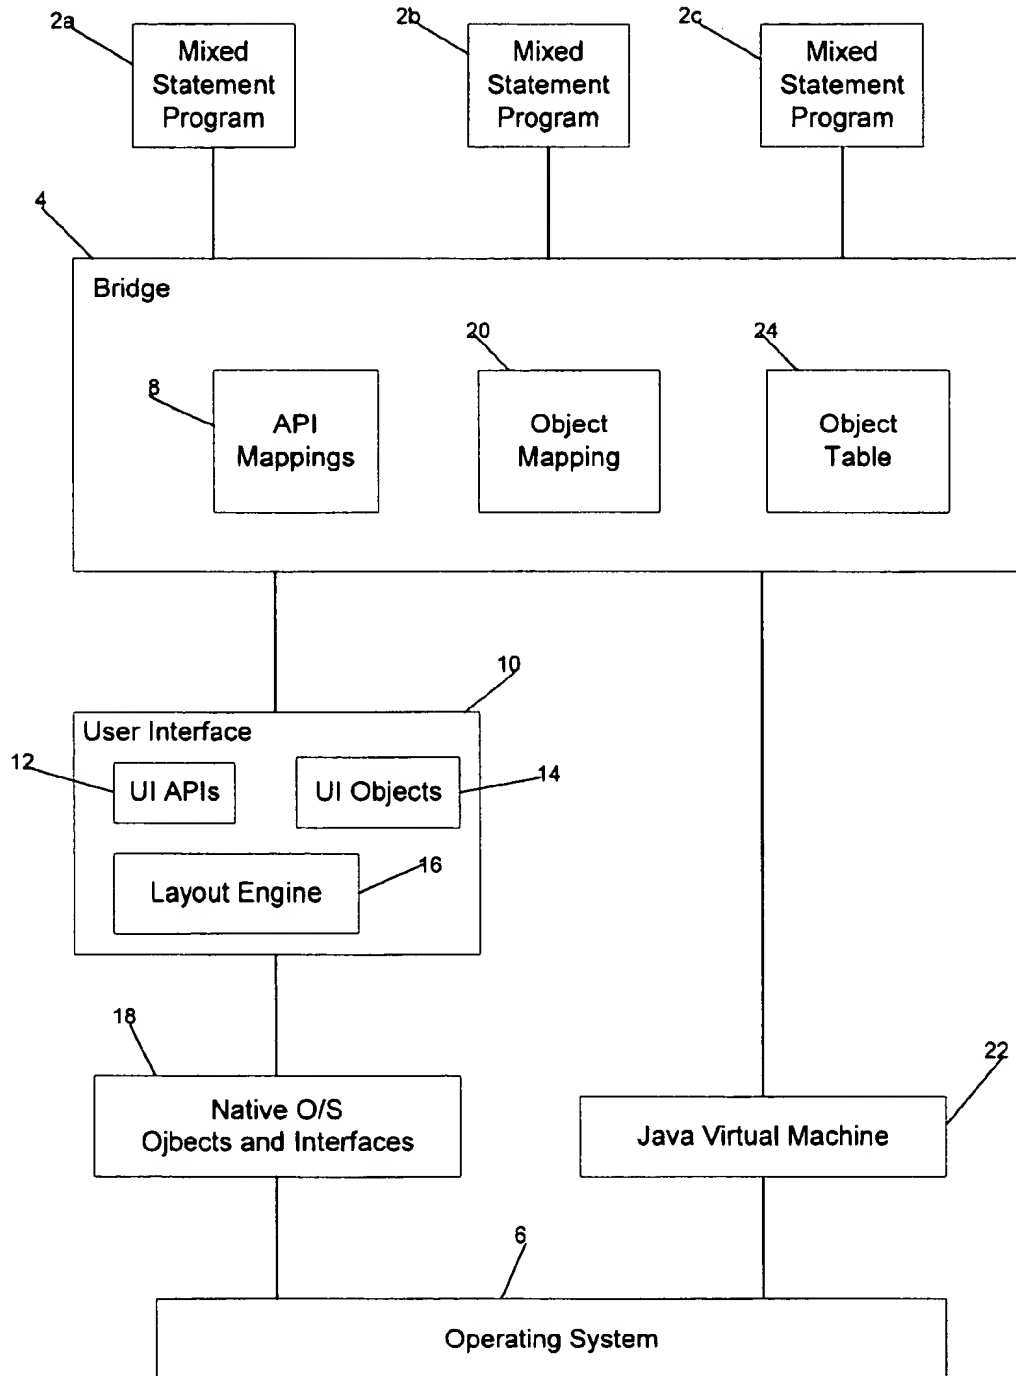 2a
2b
2c
Mixed
Statement
Program
Mixed
Statement
Program
Mixed
Statement
Program
4
Bridge
8
20
24
API
Mappings
Object
Mapping
Object
Table
10
User Interface
12
UI APIs
UI Objects
14
Layout Engine
16
18
Native O/S
Ojbects and Interfaces
22
Java Virtual Machine
6
Operating System